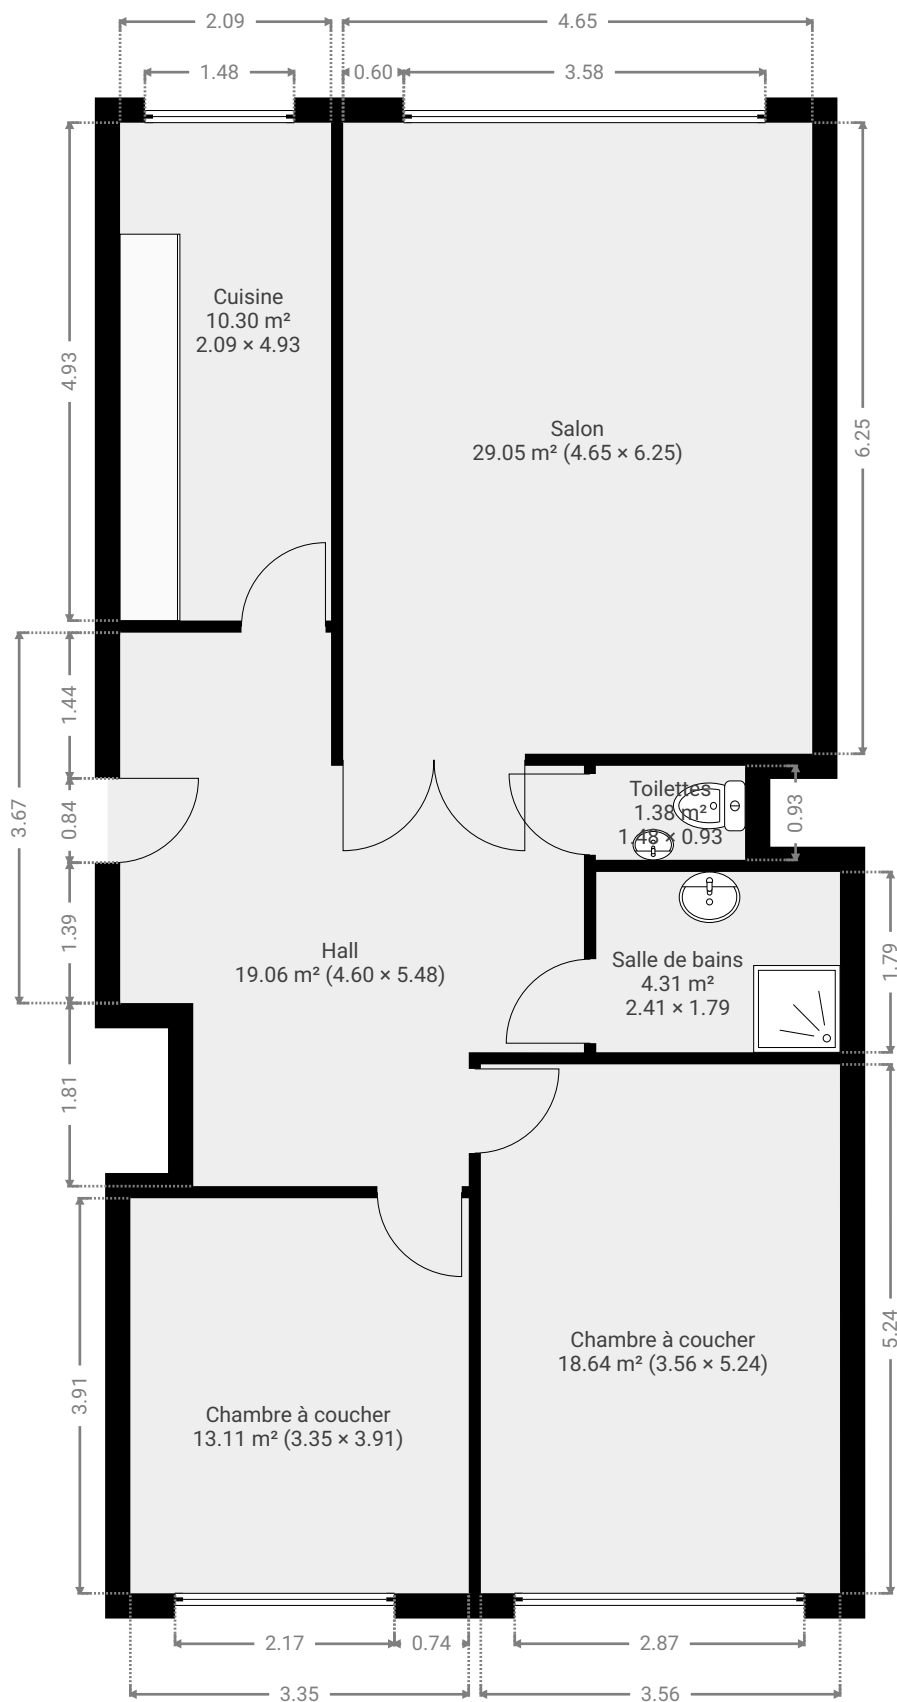 2.09
4.65
1.48
0.60
3.58
Cuisine
10.30 m²
2.09 × 4.93
4.93
Salon
29.05 m² (4.65 × 6.25)
6.25
1.44
3.67
0.84
Toilettes
1.38 m²
1.48 × 0.93
0.93
1.39
Hall
19.06 m² (4.60 × 5.48)
Salle de bains
4.31 m²
2.41 × 1.79
1.79
1.81
Chambre à coucher
18.64 m² (3.56 × 5.24)
5.24
3.91
Chambre à coucher
13.11 m² (3.35 × 3.91)
2.17
0.74
2.87
3.35
3.56